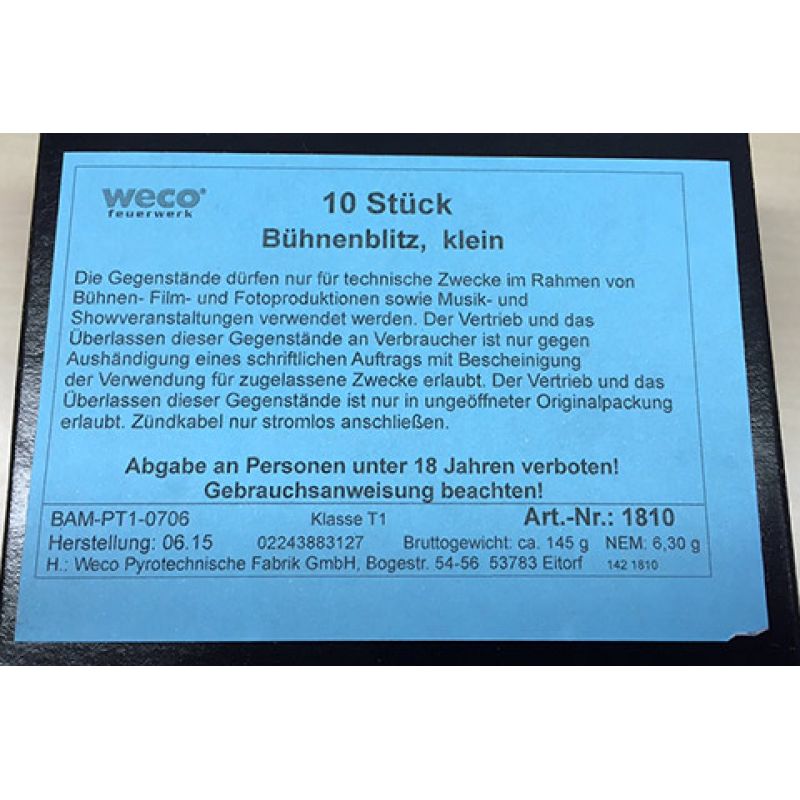 weco®
feuerwerk
10 Stück
Bühnenblitz, klein
Die Gegenstände dürfen nur für technische Zwecke im Rahmen von
Bühnen- Film- und Fotoproduktionen sowie Musik- und
Showveranstaltungen verwendet werden. Der Vertrieb und das
Überlassen dieser Gegenstände an Verbraucher ist nur gegen
Aushändigung eines schriftlichen Auftrags mit Bescheinigung
der Verwendung für zugelassene Zwecke erlaubt. Der Vertrieb und das
Überlassen dieser Gegenstände ist nur in ungeöffneter Originalpackung
erlaubt. Zündkabel nur stromlos anschließen.
Abgabe an Personen unter 18 Jahren verboten!
Gebrauchsanweisung beachten!
BAM-PT1-0706 Klasse T1 Art.-Nr.: 1810
Herstellung: 06.15 02243883127 Bruttogewicht: ca. 145 g NEM: 6,30 g
H.: Weco Pyrotechnische Fabrik GmbH, Bogestr. 54-56 53783 Eitorf 142 1810